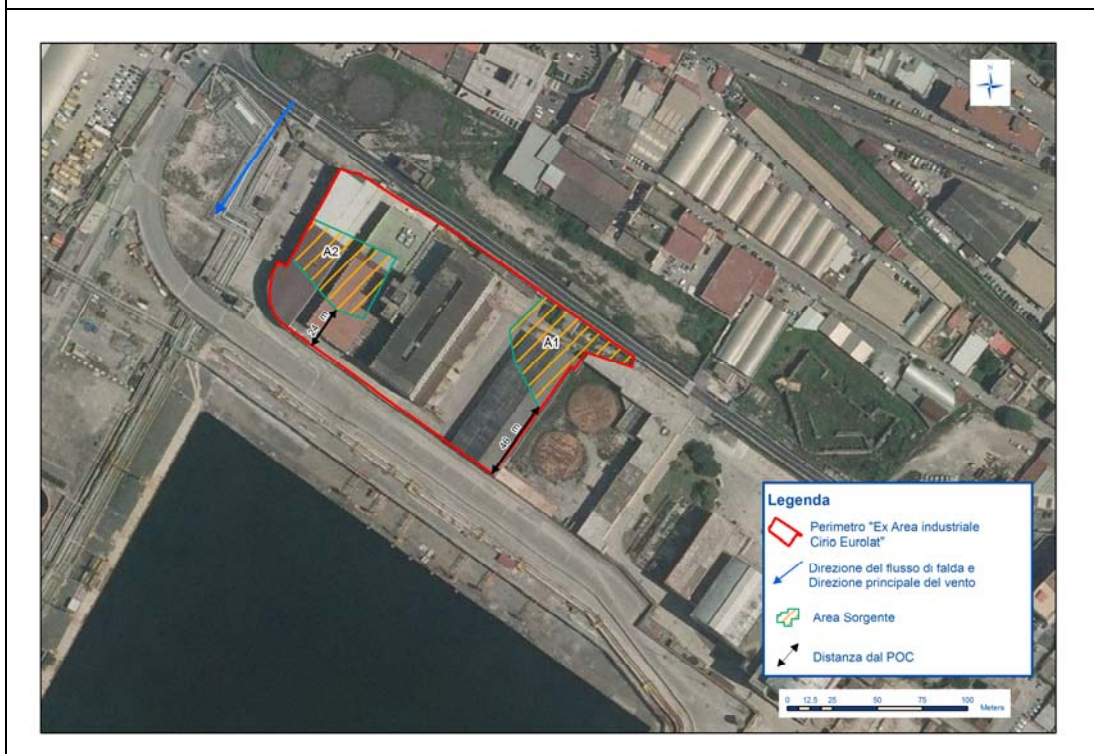 N
A2
24 m
A1
46 m
Legenda
Perimetro "Ex Area industriale
Cirio Eurolat"
Direzione del flusso di falda e
Direzione principale del vento
Area Sorgente
Distanza dal POC
0 12.5 25 50 75 100
Meters